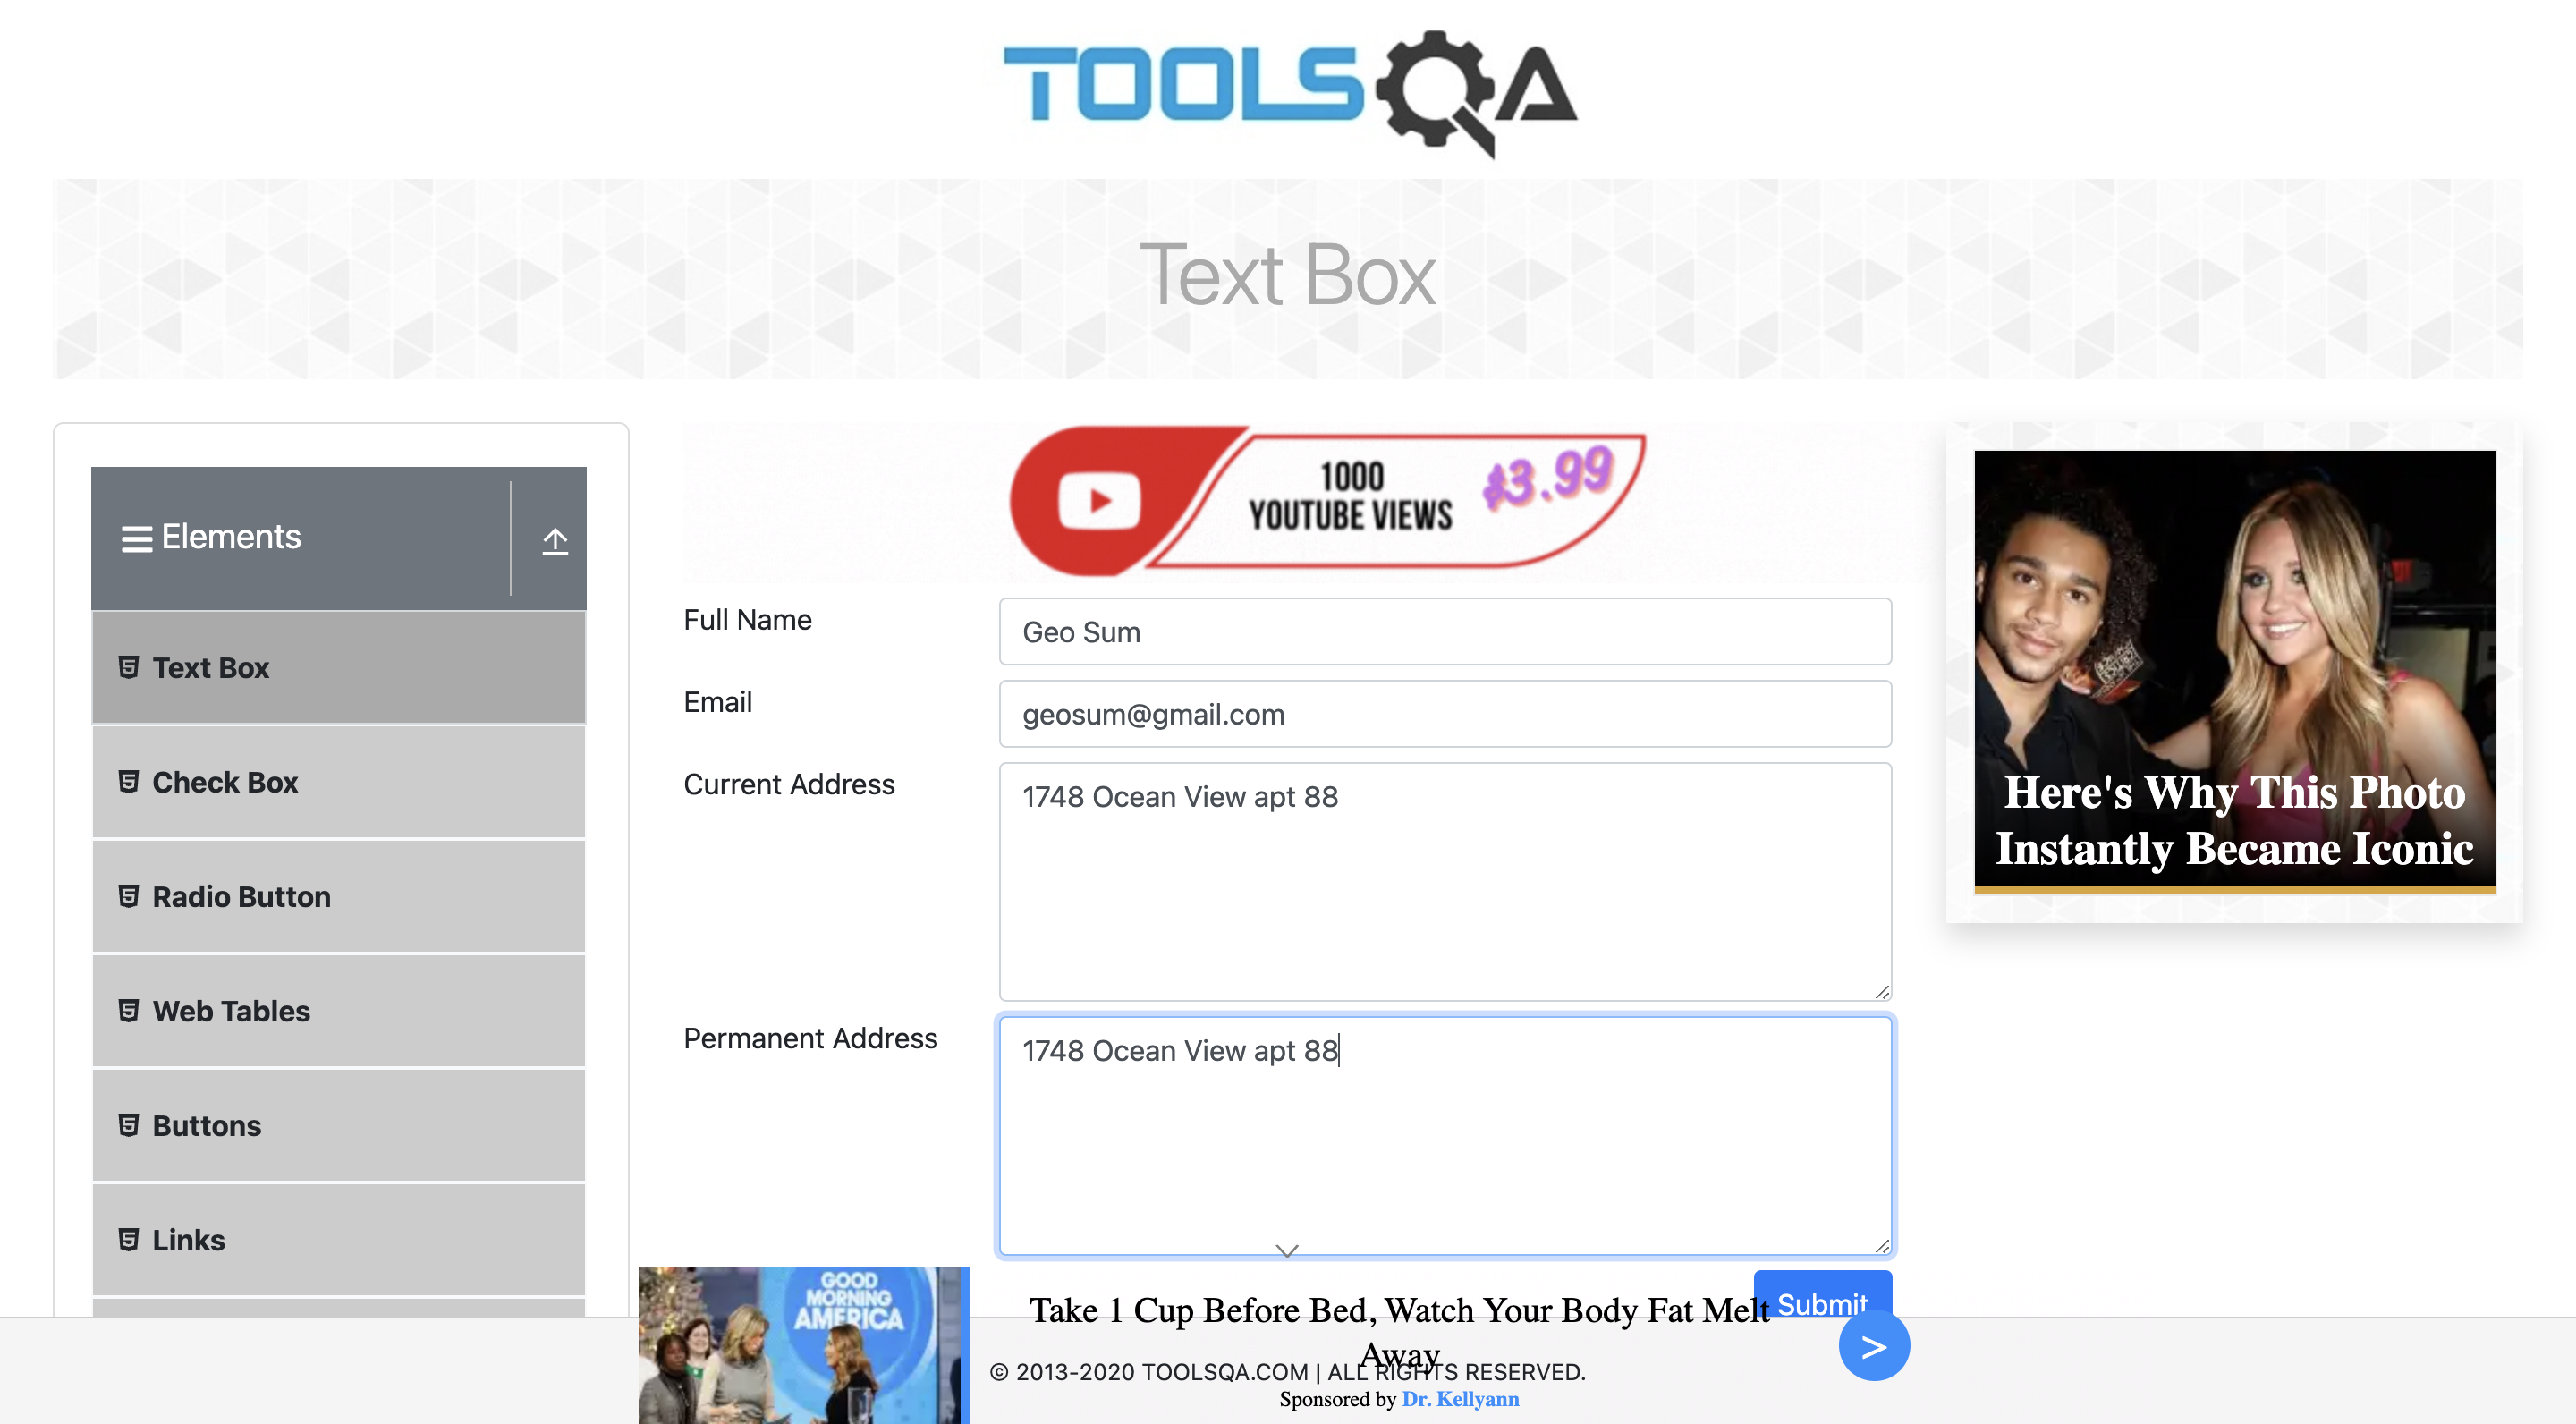 TOOLSQA
Text Box
Elements
Text Box
Check Box
Radio Button
Web Tables
Buttons
Links
1000
YOUTUBE VIEWS
$3.99
Full Name
Geo Sum
Email
geosum@gmail.com
Current Address
1748 Ocean View apt 88
Permanent Address
1748 Ocean View apt 88
Submit
Here's Why This Photo
Instantly Became Iconic
GOOD
MORNING
AMERICA
Take 1 Cup Before Bed, Watch Your Body Fat Melt
Away
>
© 2013-2020 TOOLSQA.COM | ALL RIGHTS RESERVED.
Sponsored by Dr. Kellyann